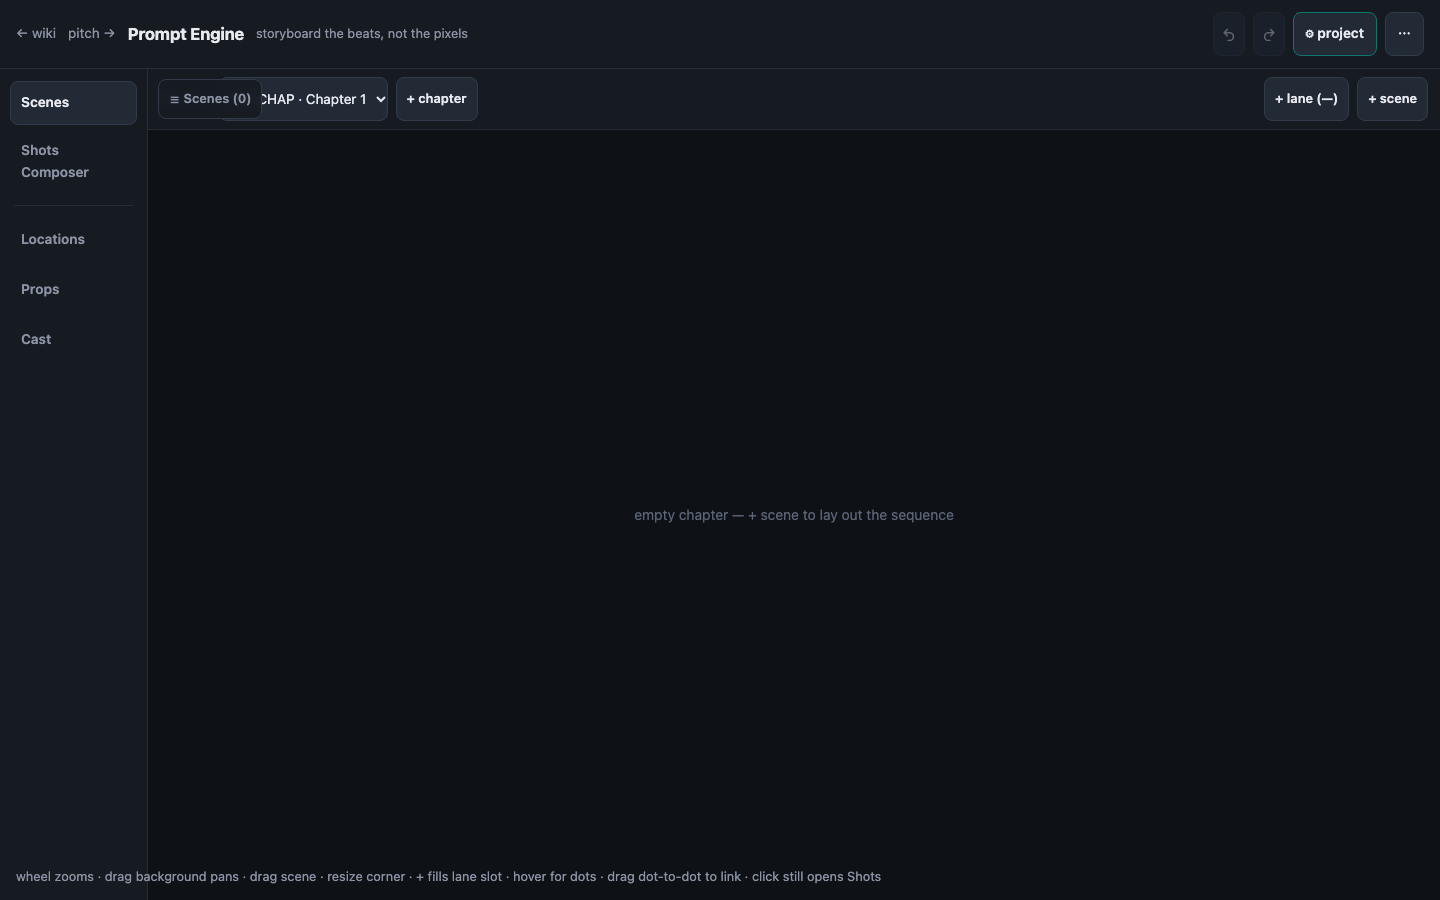 ← wiki pitch → Prompt Engine storyboard the beats, not the pixels
⚙ project ···
Scenes
Shots
Composer
Locations
Props
Cast
≡ Scenes (0) CHAP · Chapter 1 + chapter + lane (—) + scene
empty chapter — + scene to lay out the sequence
wheel zooms · drag background pans · drag scene · resize corner · + fills lane slot · hover for dots · drag dot-to-dot to link · click still opens Shots